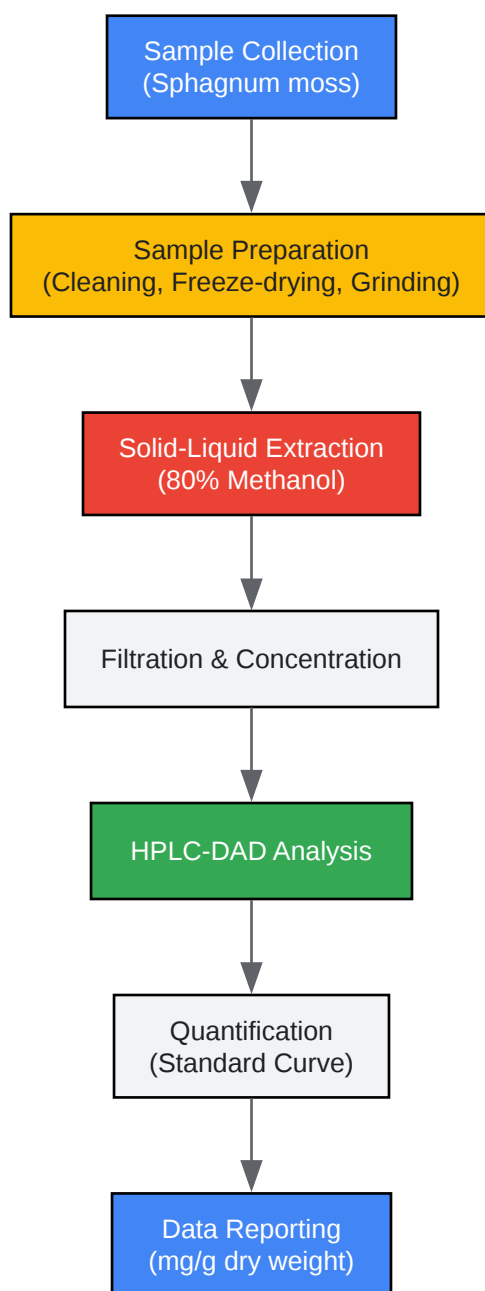 Sample Collection
(Sphagnum moss)
Sample Preparation
(Cleaning, Freeze-drying, Grinding)
Solid-Liquid Extraction
(80% Methanol)
Filtration & Concentration
HPLC-DAD Analysis
Quantification
(Standard Curve)
Data Reporting
(mg/g dry weight)